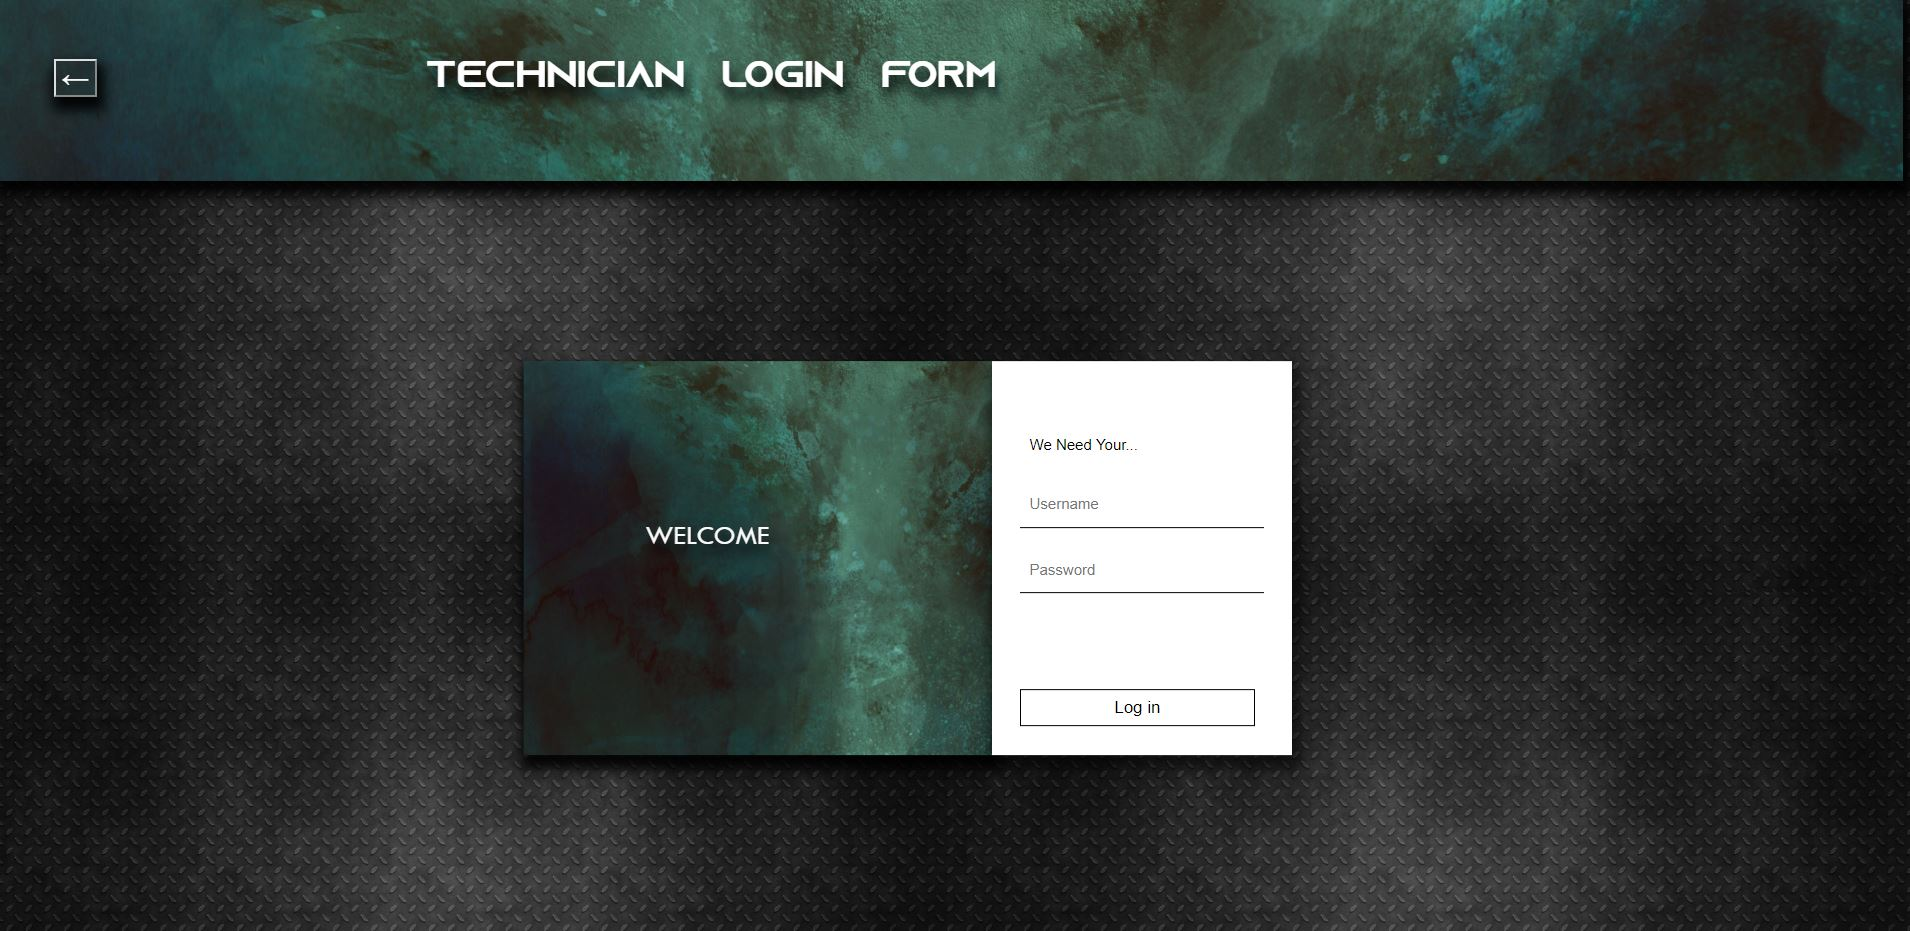 ←
TECHNICIAN LOGIN FORM
WELCOME
We Need Your...
Username
Password
Log in